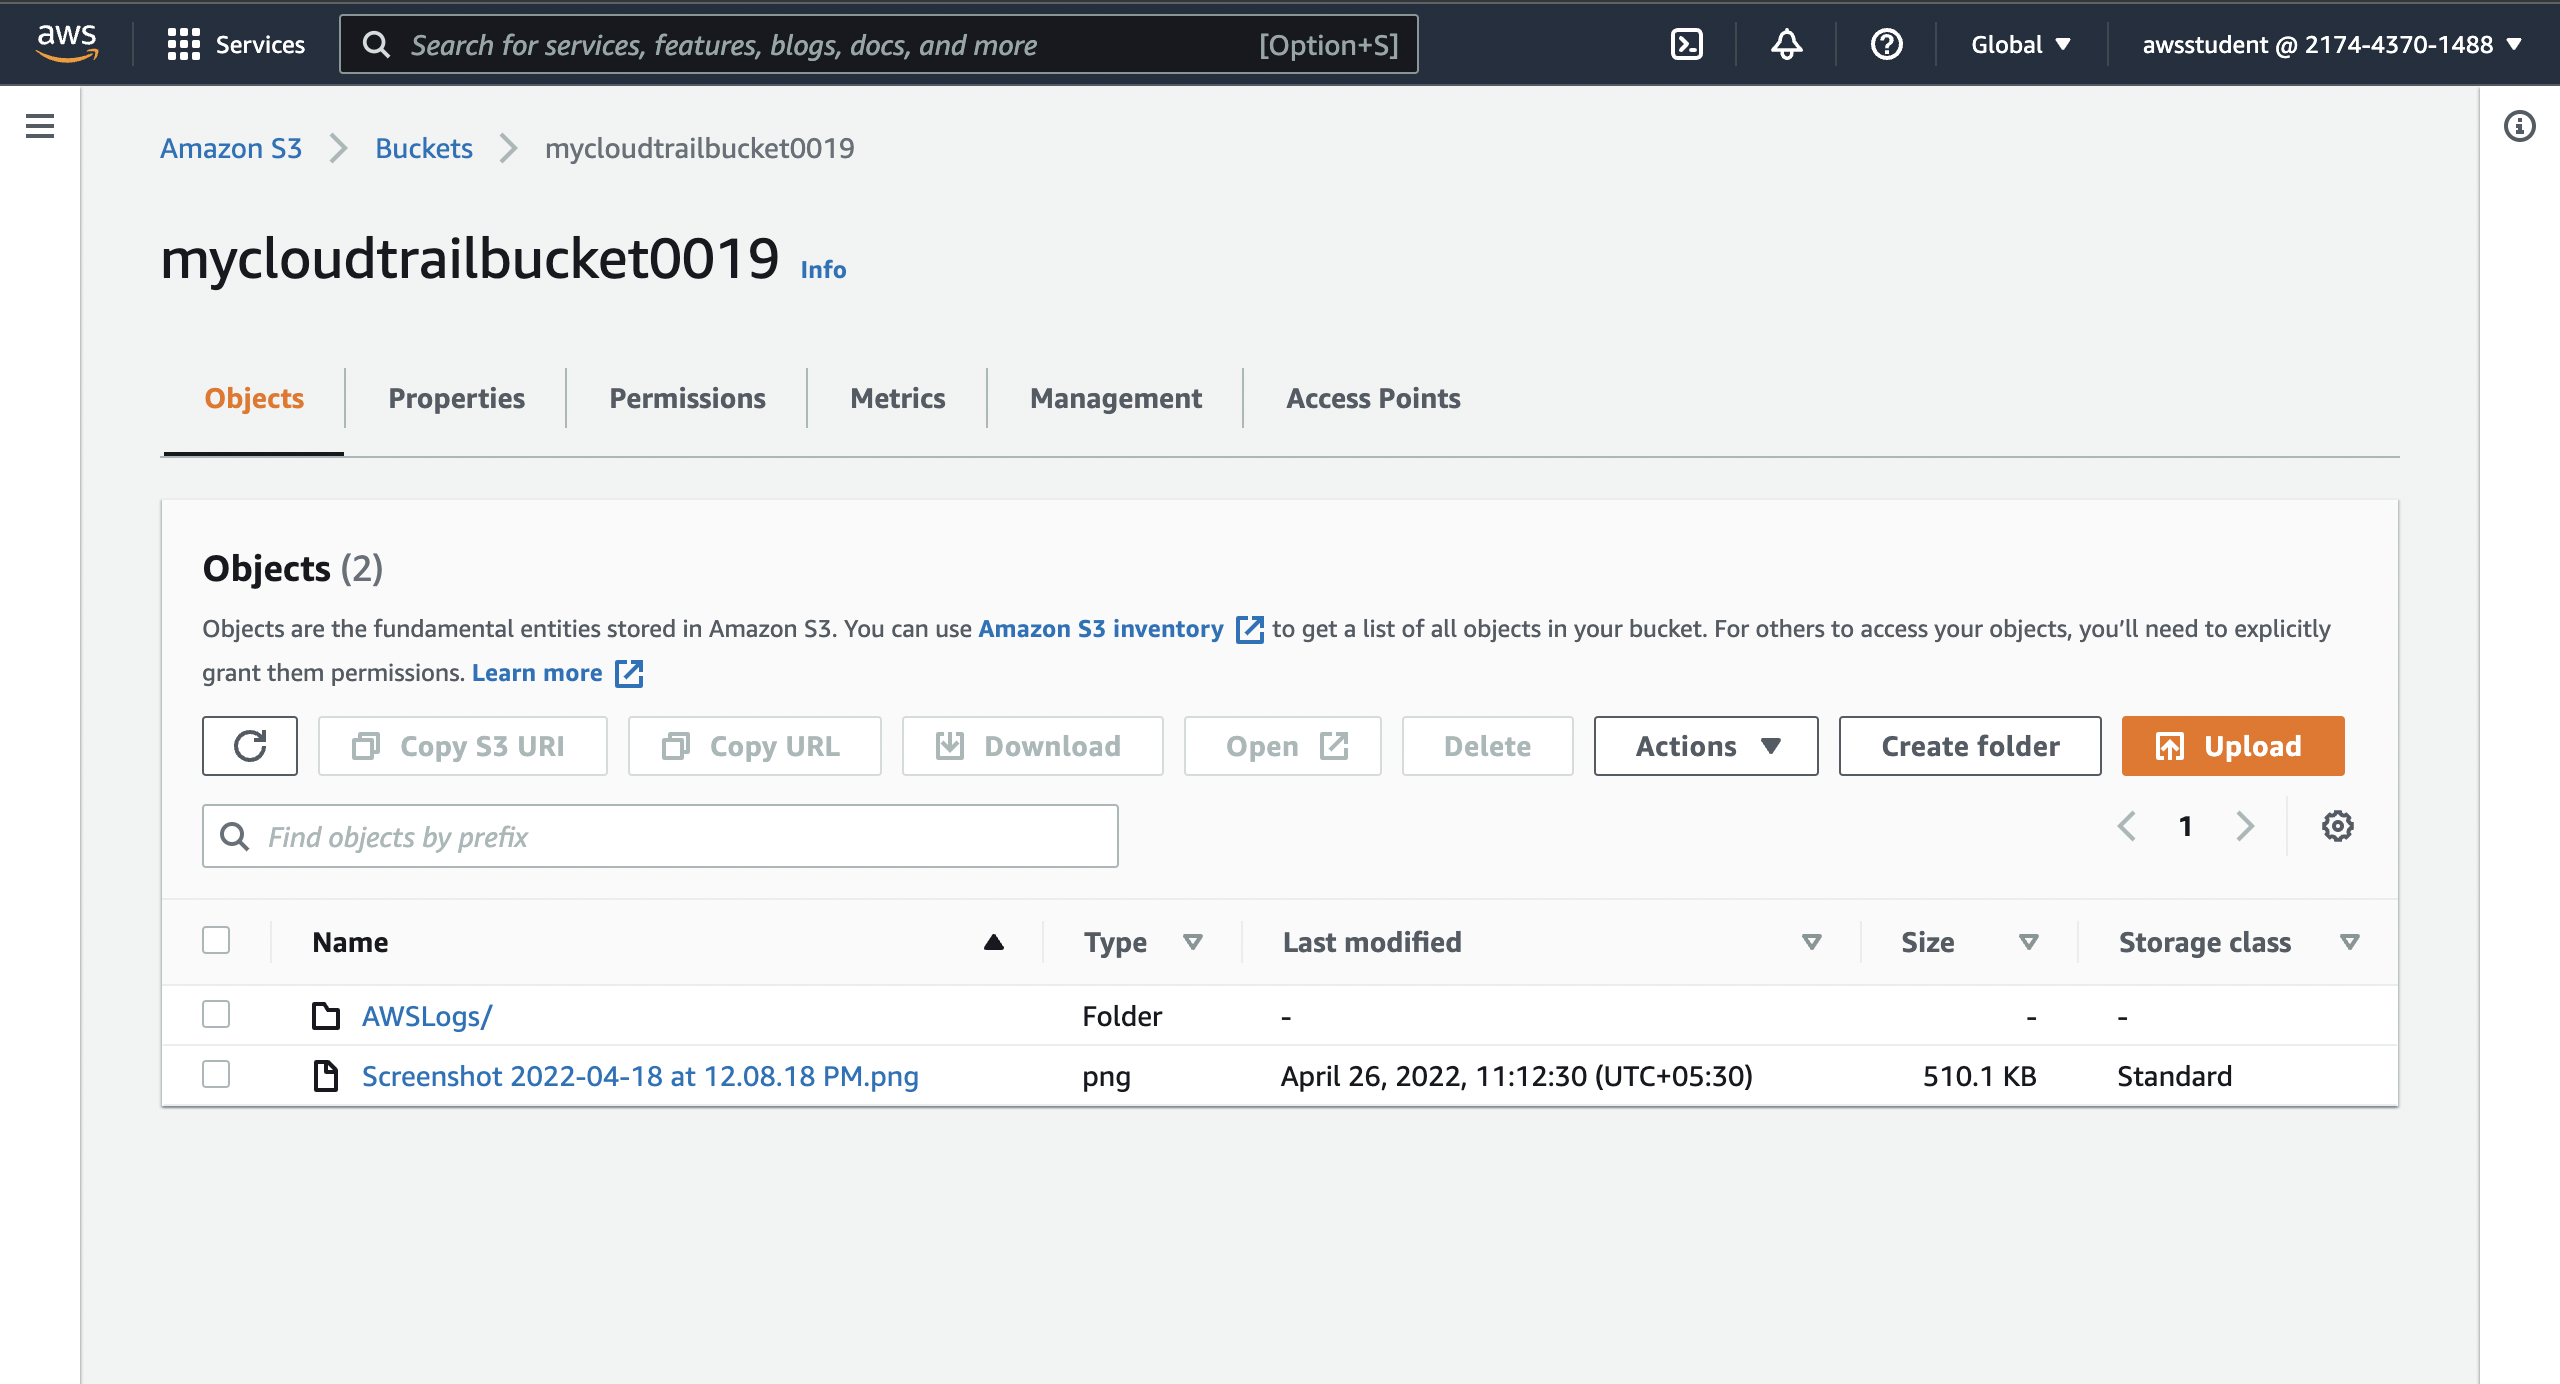 aws Services Search for services, features, blogs, docs, and more [Option+S] Global awsstudent @ 2174-4370-1488
Amazon S3 Buckets mycloudtrailbucket0019
mycloudtrailbucket0019 Info
Objects Properties Permissions Metrics Management Access Points
Objects (2)
Objects are the fundamental entities stored in Amazon S3. You can use Amazon S3 inventory to get a list of all objects in your bucket. For others to access your objects, you’ll need to explicitly
grant them permissions. Learn more
Copy S3 URI Copy URL Download Open Delete Actions Create folder Upload
Find objects by prefix 1
Name Type Last modified Size Storage class
AWSLogs/ Folder - - -
Screenshot 2022-04-18 at 12.08.18 PM.png png April 26, 2022, 11:12:30 (UTC+05:30) 510.1 KB Standard